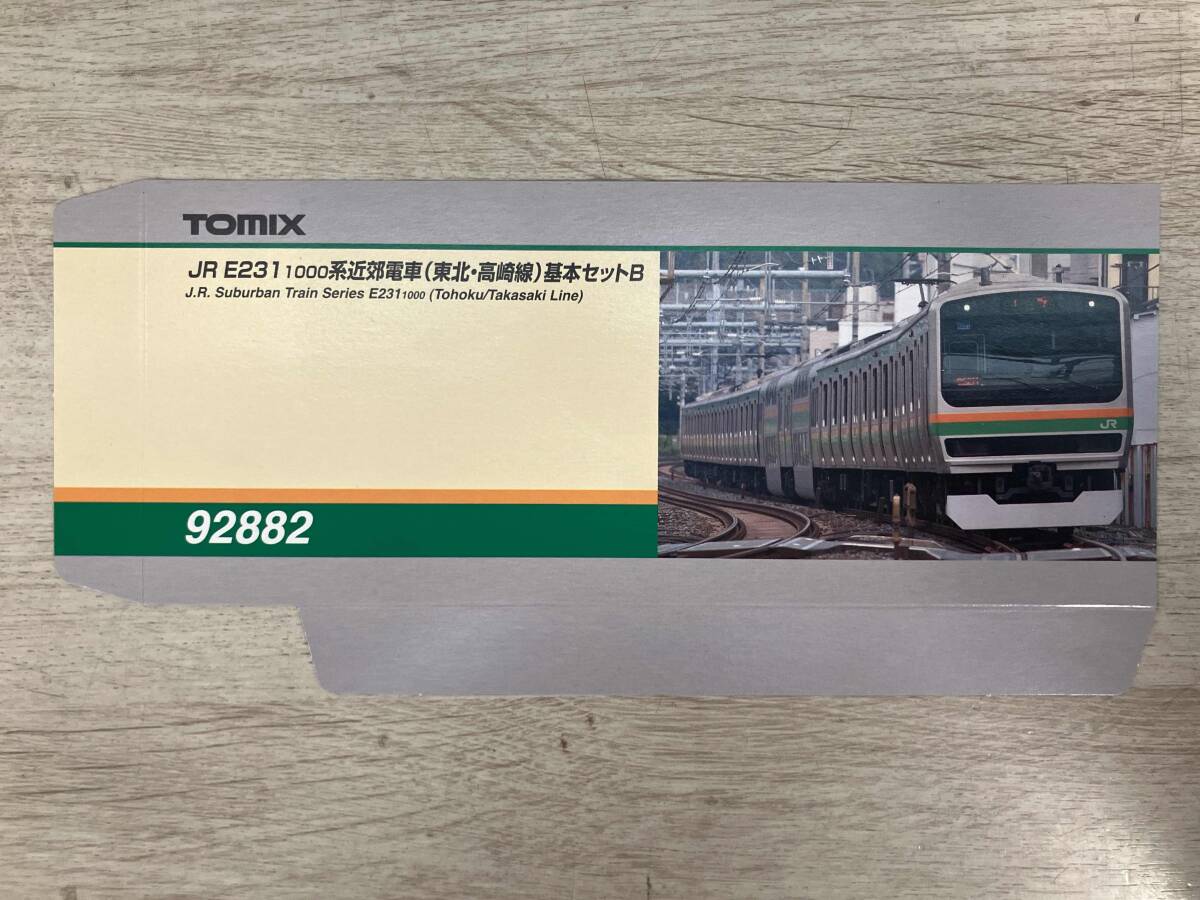 TOMIX
JR E231 1000系近郊電車(東北・高崎線)基本セットB
J.R. Suburban Train Series E231 1000 (Tohoku/Takasaki Line)
92882
JR